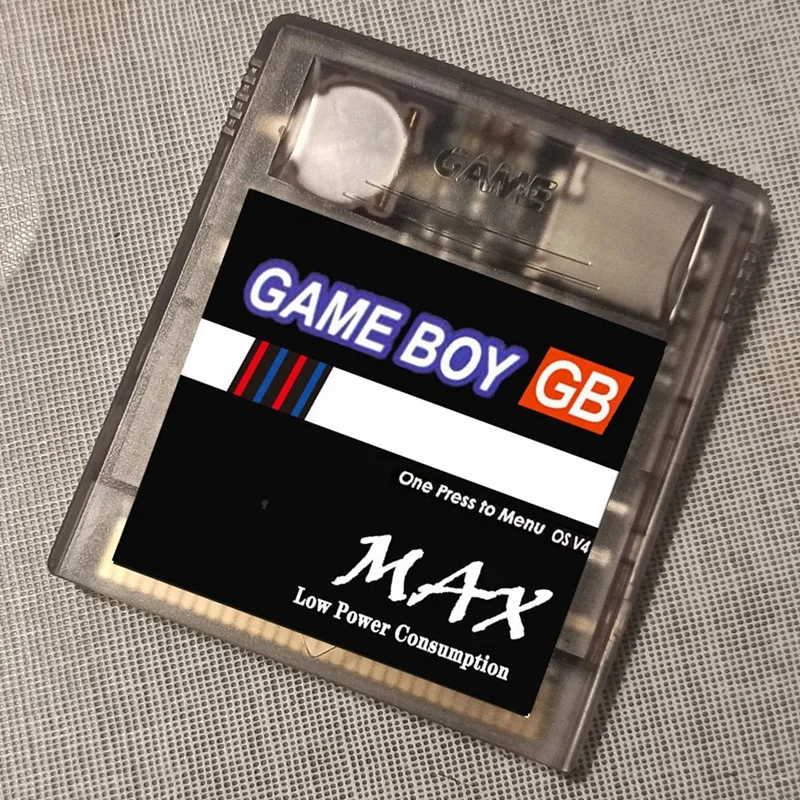 GAME
GAME BOY GB
One Press to Menu OS V4
MAX
Low Power Consumption